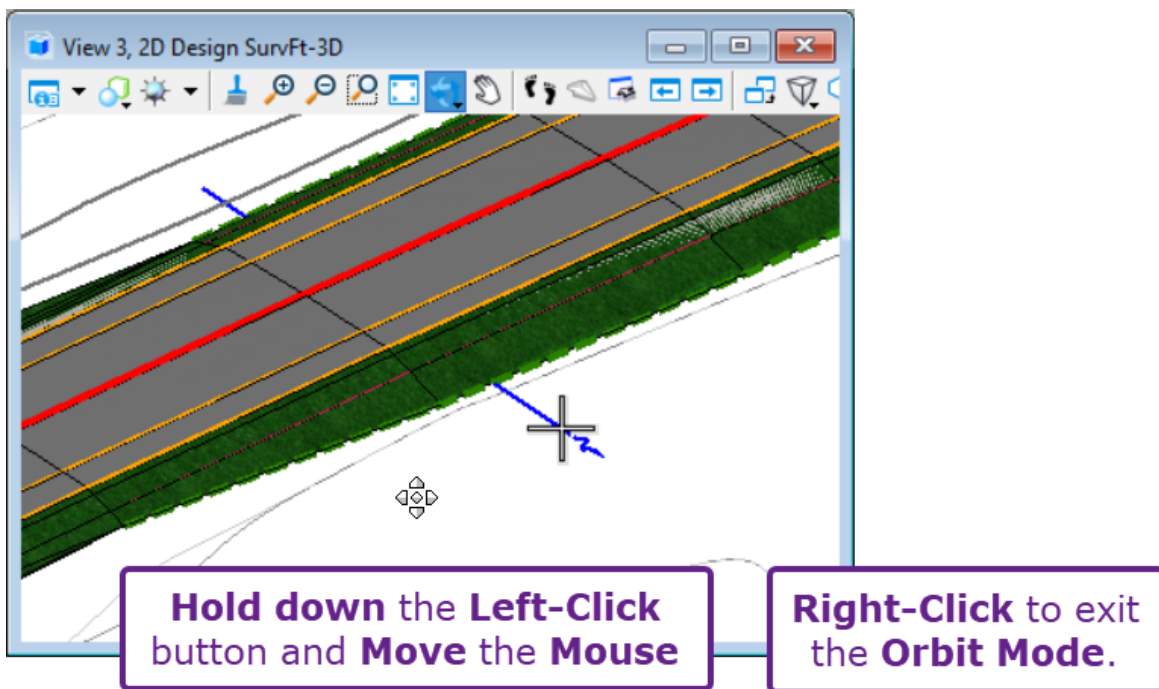 View 3, 2D Design SurvFt-3D
Hold down the Left-Click
button and Move the Mouse
Right-Click to exit
the Orbit Mode.